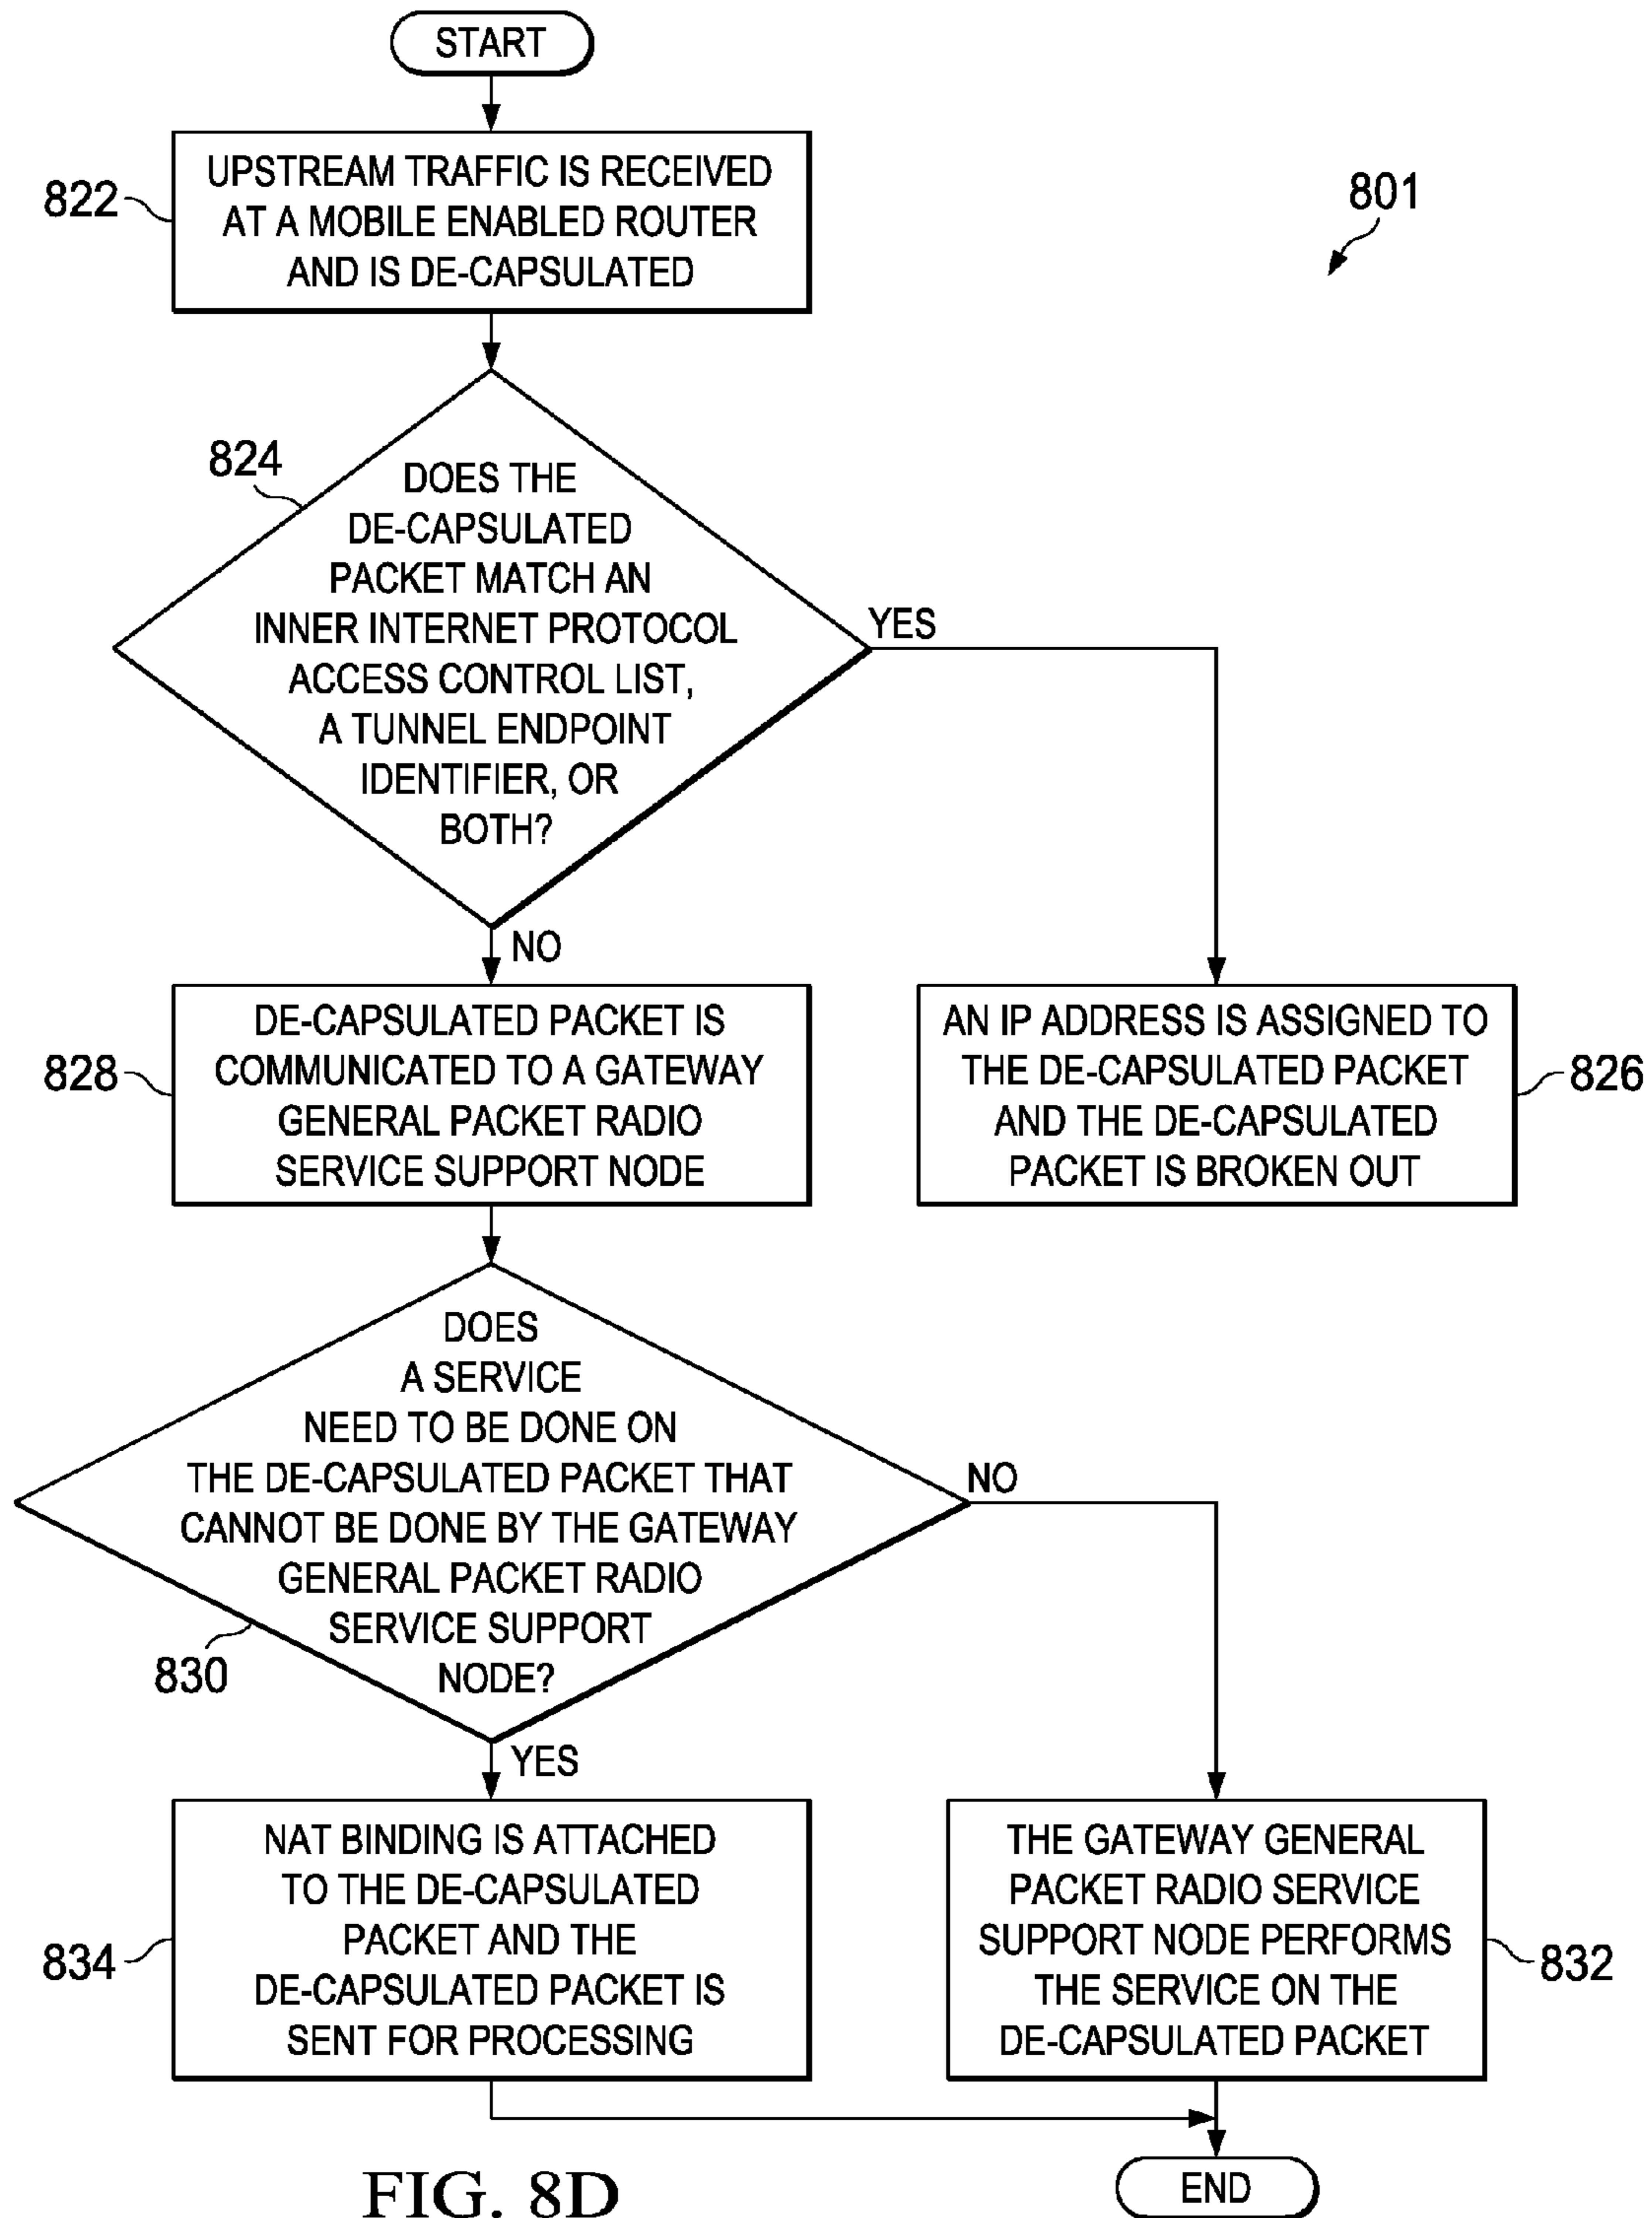 START
822
UPSTREAM TRAFFIC IS RECEIVED
AT A MOBILE ENABLED ROUTER
AND IS DE-CAPSULATED
801
824
DOES THE
DE-CAPSULATED
PACKET MATCH AN
INNER INTERNET PROTOCOL
ACCESS CONTROL LIST,
A TUNNEL ENDPOINT
IDENTIFIER, OR
BOTH?
YES
NO
828
DE-CAPSULATED PACKET IS
COMMUNICATED TO A GATEWAY
GENERAL PACKET RADIO
SERVICE SUPPORT NODE
AN IP ADDRESS IS ASSIGNED TO
THE DE-CAPSULATED PACKET
AND THE DE-CAPSULATED
PACKET IS BROKEN OUT
826
DOES
A SERVICE
NEED TO BE DONE ON
THE DE-CAPSULATED PACKET THAT
CANNOT BE DONE BY THE GATEWAY
GENERAL PACKET RADIO
SERVICE SUPPORT
NODE?
830
NO
YES
834
NAT BINDING IS ATTACHED
TO THE DE-CAPSULATED
PACKET AND THE
DE-CAPSULATED PACKET IS
SENT FOR PROCESSING
THE GATEWAY GENERAL
PACKET RADIO SERVICE
SUPPORT NODE PERFORMS
THE SERVICE ON THE
DE-CAPSULATED PACKET
832
END
FIG. 8D